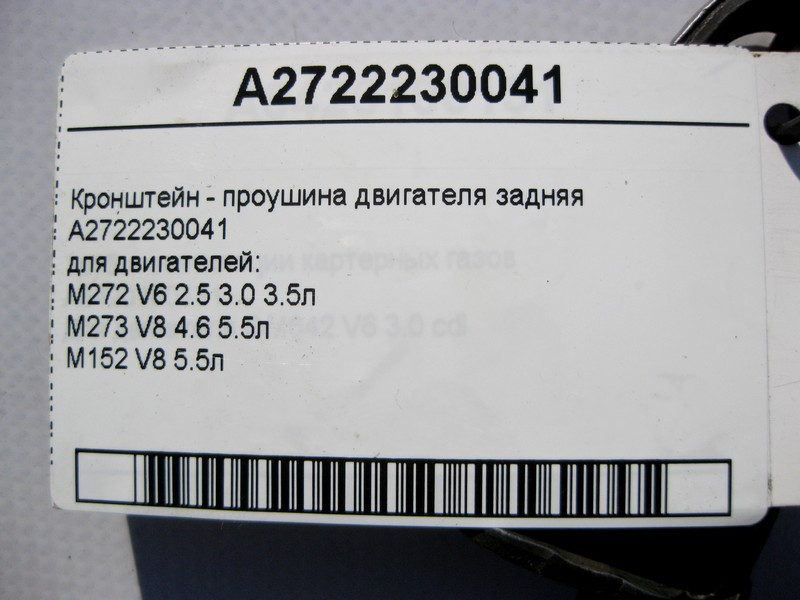 A2722230041
Кронштейн - проушина двигателя задняя
A2722230041
для двигателей:
M272 V6 2.5 3.0 3.5л
M273 V8 4.6 5.5л
M152 V8 5.5л